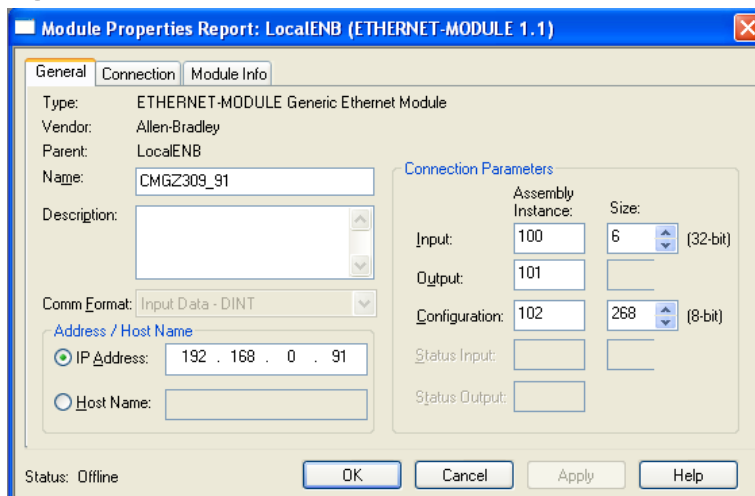 Module Properties Report: LocalENB (ETHERNET-MODULE 1.1)
General Connection Module Info
Type: ETHERNET-MODULE Generic Ethernet Module
Vendor: Allen-Bradley
Parent: LocalENB
Name: CMGZ309_91
Description:
Comm Format: Input Data - DINT
Address / Host Name
IP Address: 192 . 168 . 0 . 91
Host Name:
Connection Parameters
Assembly Instance: Size:
Input: 100 6 (32-bit)
Output: 101
Configuration: 102 268 (8-bit)
Status Input:
Status Output:
Status: Offline
OK Cancel Apply Help